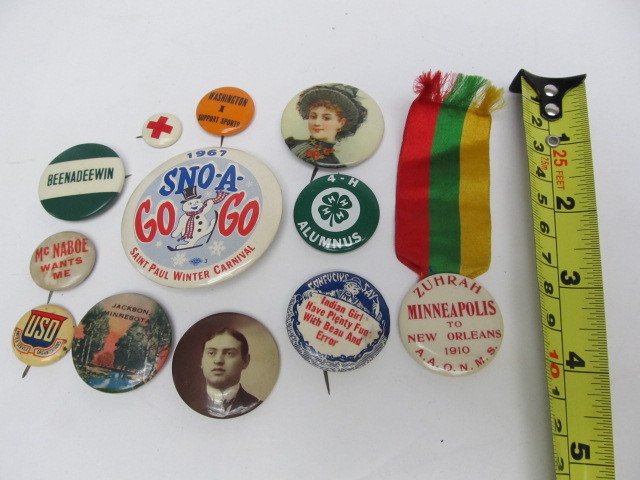 WASHINGTON
X
SUPPORT SPORT!!
BEENADEEWIN
1967
SNO-A-
GO GO
SAINT PAUL WINTER CARNIVAL
4-H
H H
H H
ALUMNUS
Mc NABOE
WANTS
ME
USO
JACKSON,
MINNESOTA
CONFUCIUS SAY
Indian Girl
Have Plenty Fun
With Beau And
Error
ZUHRAH
MINNEAPOLIS
TO
NEW ORLEANS
1910
A.A.O.N.M.S.
1
2
3
4
5
25 FEET